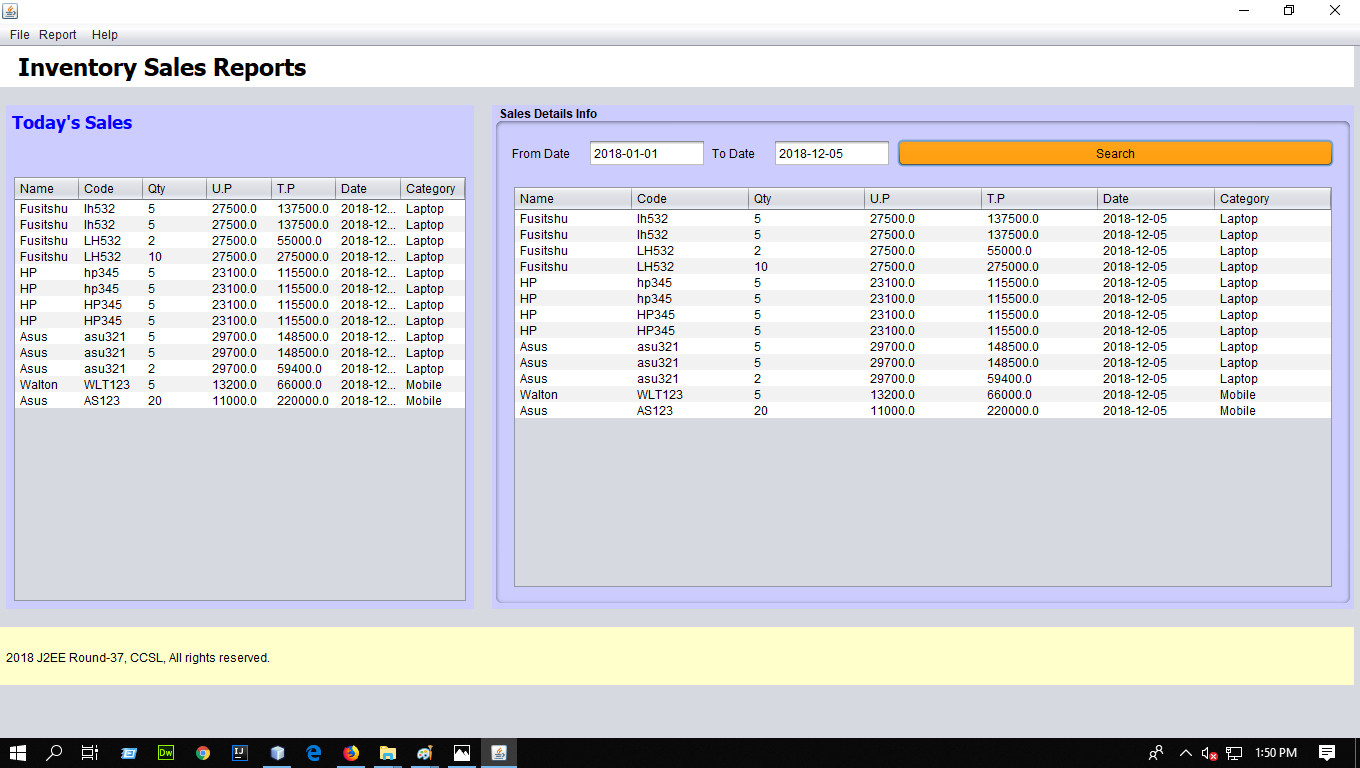 File Report Help
Inventory Sales Reports
Today's Sales
Name Code Qty U.P T.P Date Category
Fusitshu lh532 5 27500.0 137500.0 2018-12... Laptop
Fusitshu lh532 5 27500.0 137500.0 2018-12... Laptop
Fusitshu LH532 2 27500.0 55000.0 2018-12... Laptop
Fusitshu LH532 10 27500.0 275000.0 2018-12... Laptop
HP hp345 5 23100.0 115500.0 2018-12... Laptop
HP hp345 5 23100.0 115500.0 2018-12... Laptop
HP HP345 5 23100.0 115500.0 2018-12... Laptop
HP HP345 5 23100.0 115500.0 2018-12... Laptop
Asus asu321 5 29700.0 148500.0 2018-12... Laptop
Asus asu321 5 29700.0 148500.0 2018-12... Laptop
Asus asu321 2 29700.0 59400.0 2018-12... Laptop
Walton WLT123 5 13200.0 66000.0 2018-12... Mobile
Asus AS123 20 11000.0 220000.0 2018-12... Mobile
Sales Details Info
From Date 2018-01-01 To Date 2018-12-05 Search
Name Code Qty U.P T.P Date Category
Fusitshu lh532 5 27500.0 137500.0 2018-12-05 Laptop
Fusitshu lh532 5 27500.0 137500.0 2018-12-05 Laptop
Fusitshu LH532 2 27500.0 55000.0 2018-12-05 Laptop
Fusitshu LH532 10 27500.0 275000.0 2018-12-05 Laptop
HP hp345 5 23100.0 115500.0 2018-12-05 Laptop
HP hp345 5 23100.0 115500.0 2018-12-05 Laptop
HP HP345 5 23100.0 115500.0 2018-12-05 Laptop
HP HP345 5 23100.0 115500.0 2018-12-05 Laptop
Asus asu321 5 29700.0 148500.0 2018-12-05 Laptop
Asus asu321 5 29700.0 148500.0 2018-12-05 Laptop
Asus asu321 2 29700.0 59400.0 2018-12-05 Laptop
Walton WLT123 5 13200.0 66000.0 2018-12-05 Mobile
Asus AS123 20 11000.0 220000.0 2018-12-05 Mobile
2018 J2EE Round-37, CCSL, All rights reserved.
Dw IJ 1:50 PM